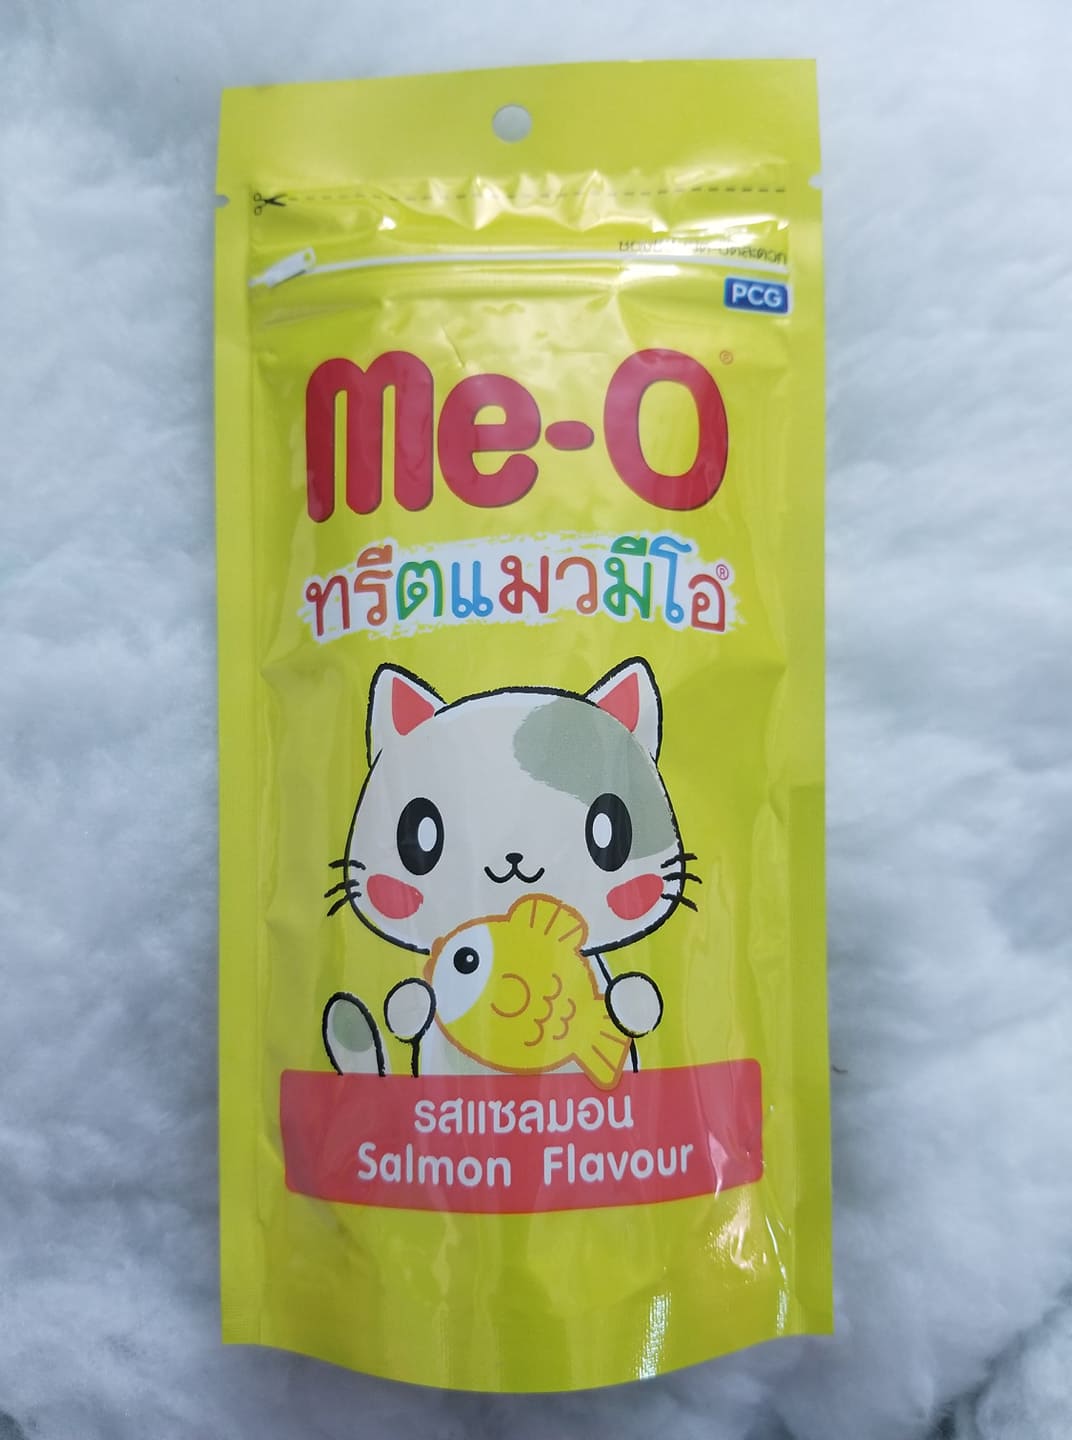 PCG
me-O®
ทรีตแมวมีโอ®
รสแซลมอน
Salmon Flavour